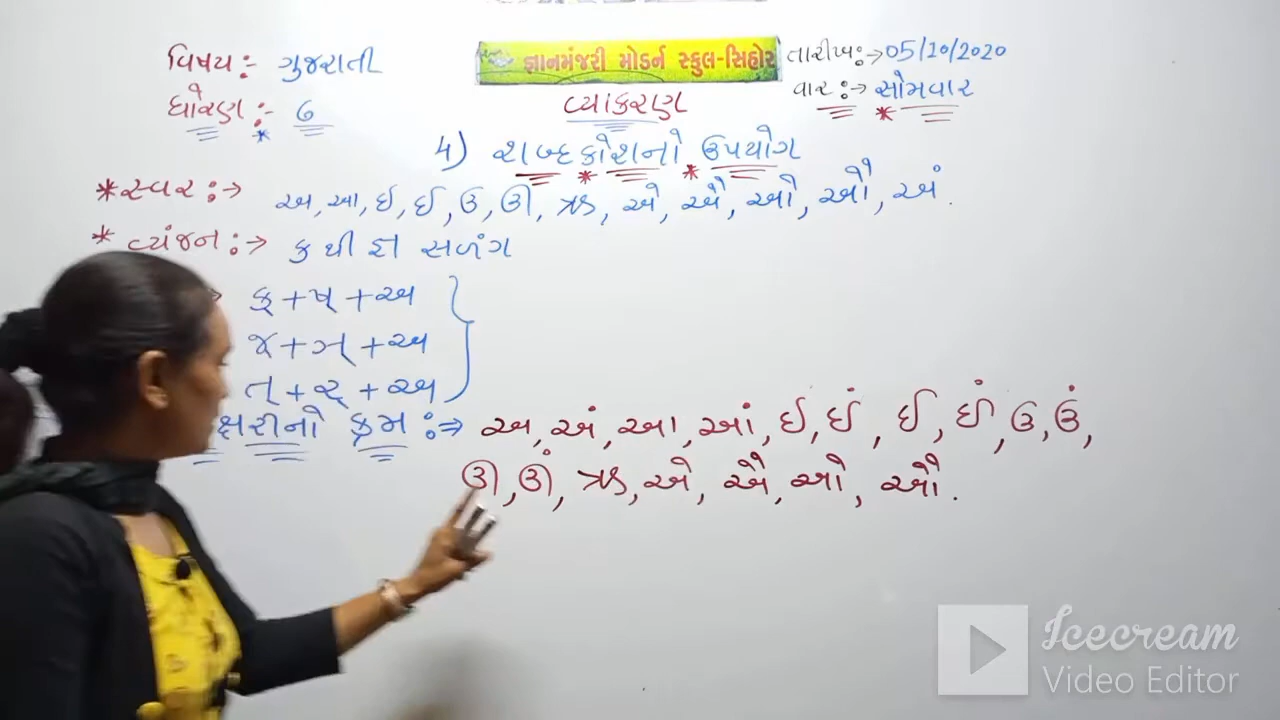 જ્ઞાનમંજરી મોડર્ન સ્કુલ-સિહોર
વિષય:- ગુજરાતી
તારીખ:→05/10/2020
ધોરણ:- ૭
વ્યાકરણ
વાર:→ સોમવાર
4) શબ્દકોશનો ઉપયોગ
*સ્વર:→ અ, આ, ઈ, ઈ, ઉ, ઊ, ઋ, એ, ઐ, ઓ, ઔ, અં.
* વ્યંજન:→ ક થી જ્ઞ સળંગ
ક્ + ષ્ + અ
જ્ + ઞ્ + અ
ત્ + ર્ + અ
ક્ષરીનો ક્રમ:⇒ અ, અં, આ, આં, ઈ, ઈં, ઈ, ઈં, ઉ, ઉં,
ઊ, ઊં, ઋ, એ, ઐ, ઓ, ઔ.
Icecream
Video Editor